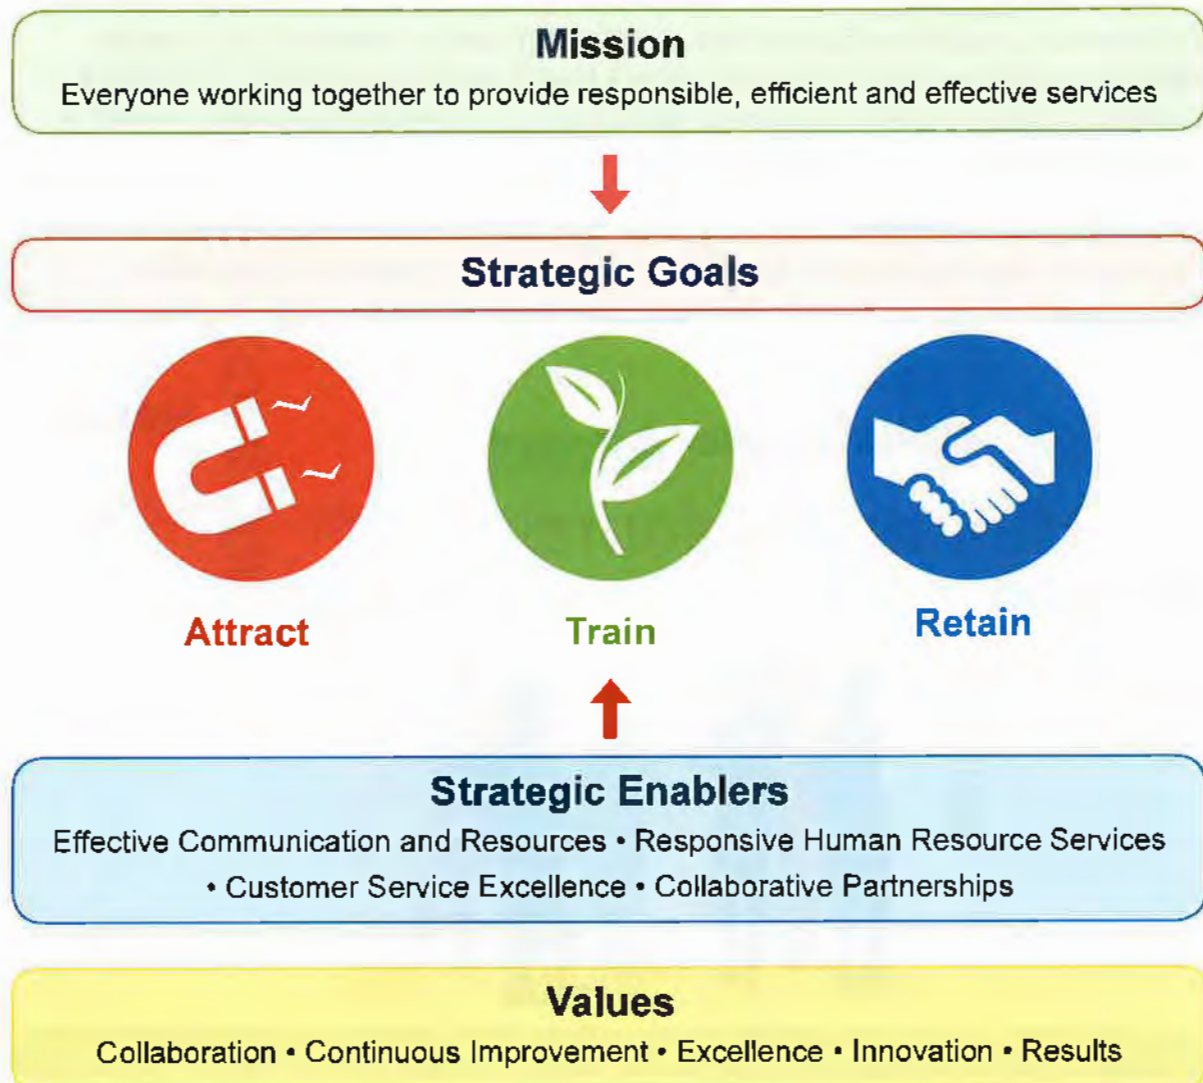 Mission
Everyone working together to provide responsible, efficient and effective services
Strategic Goals
Attract
Train
Retain
Strategic Enablers
Effective Communication and Resources • Responsive Human Resource Services
• Customer Service Excellence • Collaborative Partnerships
Values
Collaboration • Continuous Improvement • Excellence • Innovation • Results